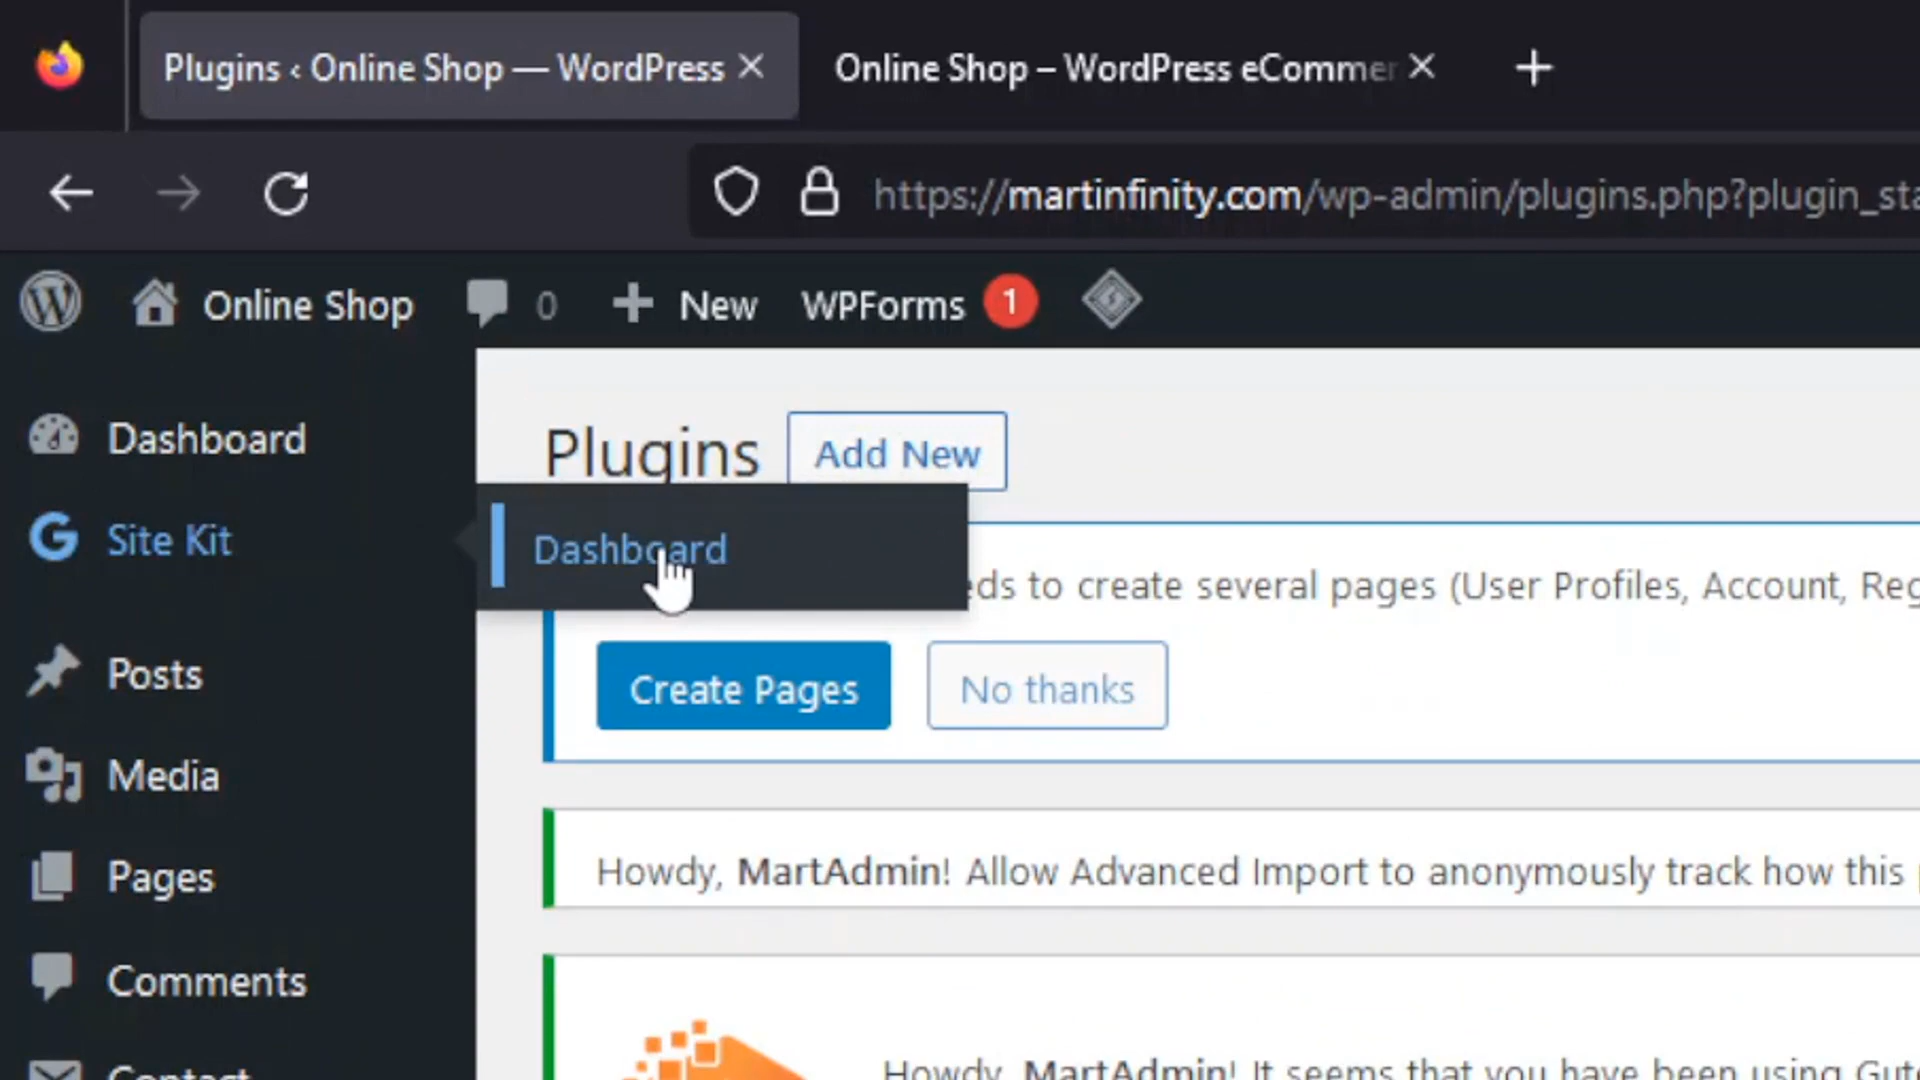 Plugins ‹ Online Shop — WordPress
Online Shop – WordPress eCommer
https://martinfinity.com/wp-admin/plugins.php?plugin_sta
Online Shop
0
New
WPForms
1
Dashboard
Site Kit
Posts
Media
Pages
Comments
Contact
Plugins
Add New
Dashboard
eds to create several pages (User Profiles, Account, Reg
Create Pages
No thanks
Howdy, MartAdmin! Allow Advanced Import to anonymously track how this
Howdy, MartAdmin! It seems that you have been using Gut